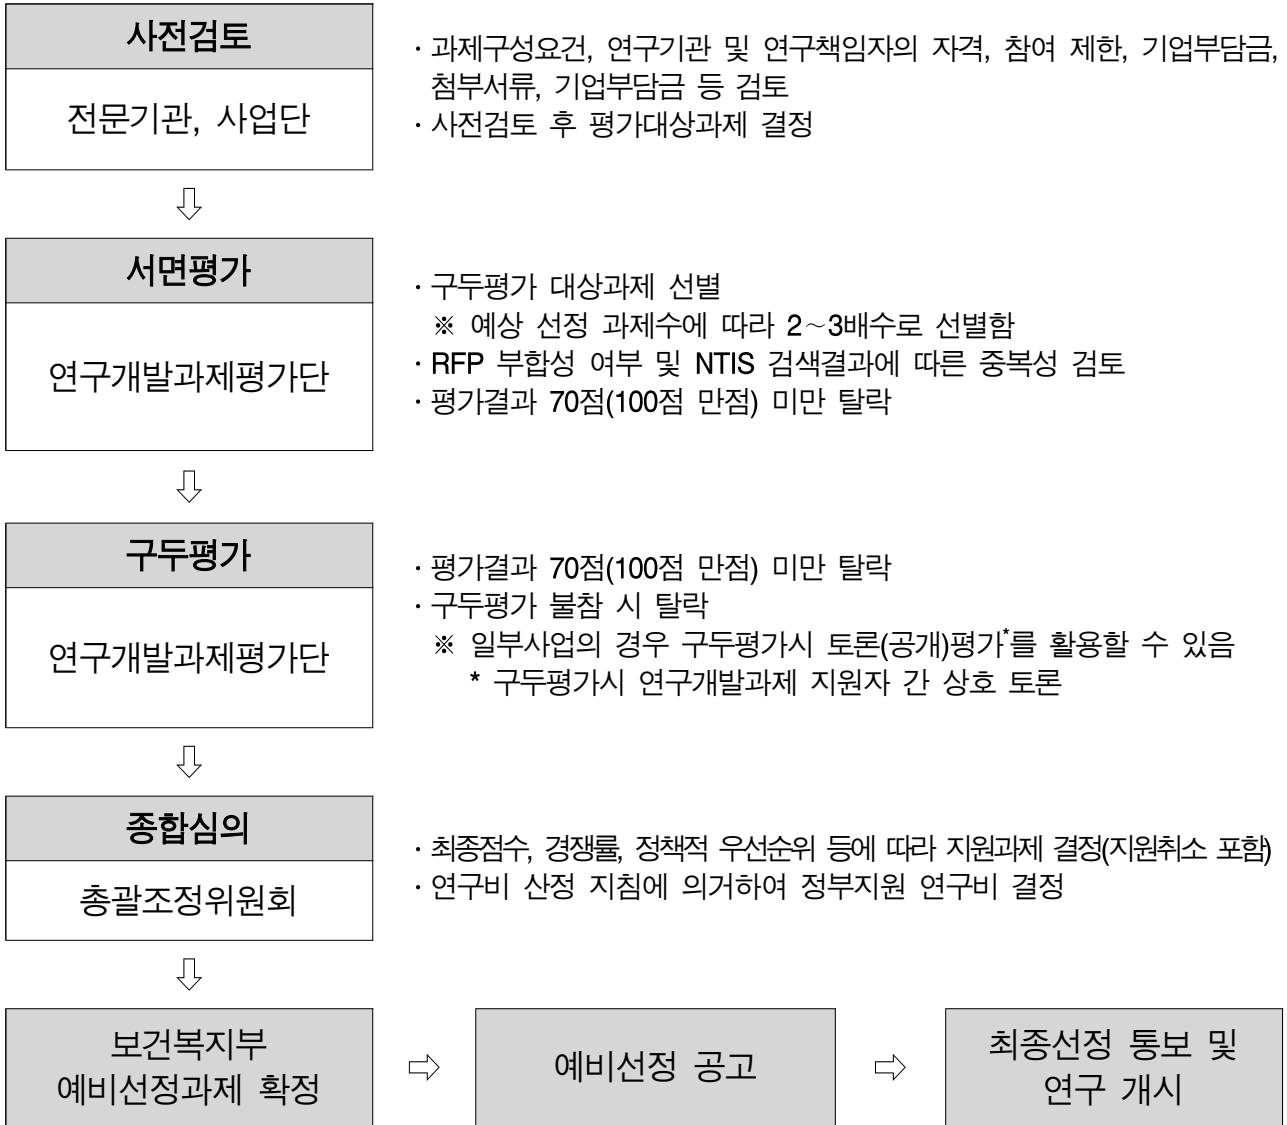 사전검토
전문기관, 사업단
· 과제구성요건, 연구기관 및 연구책임자의 자격, 참여 제한, 기업부담금,
첨부서류, 기업부담금 등 검토
· 사전검토 후 평가대상과제 결정
⇩
서면평가
연구개발과제평가단
· 구두평가 대상과제 선별
※ 예상 선정 과제수에 따라 2~3배수로 선별함
· RFP 부합성 여부 및 NTIS 검색결과에 따른 중복성 검토
· 평가결과 70점(100점 만점) 미만 탈락
⇩
구두평가
연구개발과제평가단
· 평가결과 70점(100점 만점) 미만 탈락
· 구두평가 불참 시 탈락
※ 일부사업의 경우 구두평가시 토론(공개)평가*를 활용할 수 있음
* 구두평가시 연구개발과제 지원자 간 상호 토론
⇩
종합심의
총괄조정위원회
· 최종점수, 경쟁률, 정책적 우선순위 등에 따라 지원과제 결정(지원취소 포함)
· 연구비 산정 지침에 의거하여 정부지원 연구비 결정
⇩
보건복지부
예비선정과제 확정
⇨
예비선정 공고
⇨
최종선정 통보 및
연구 개시